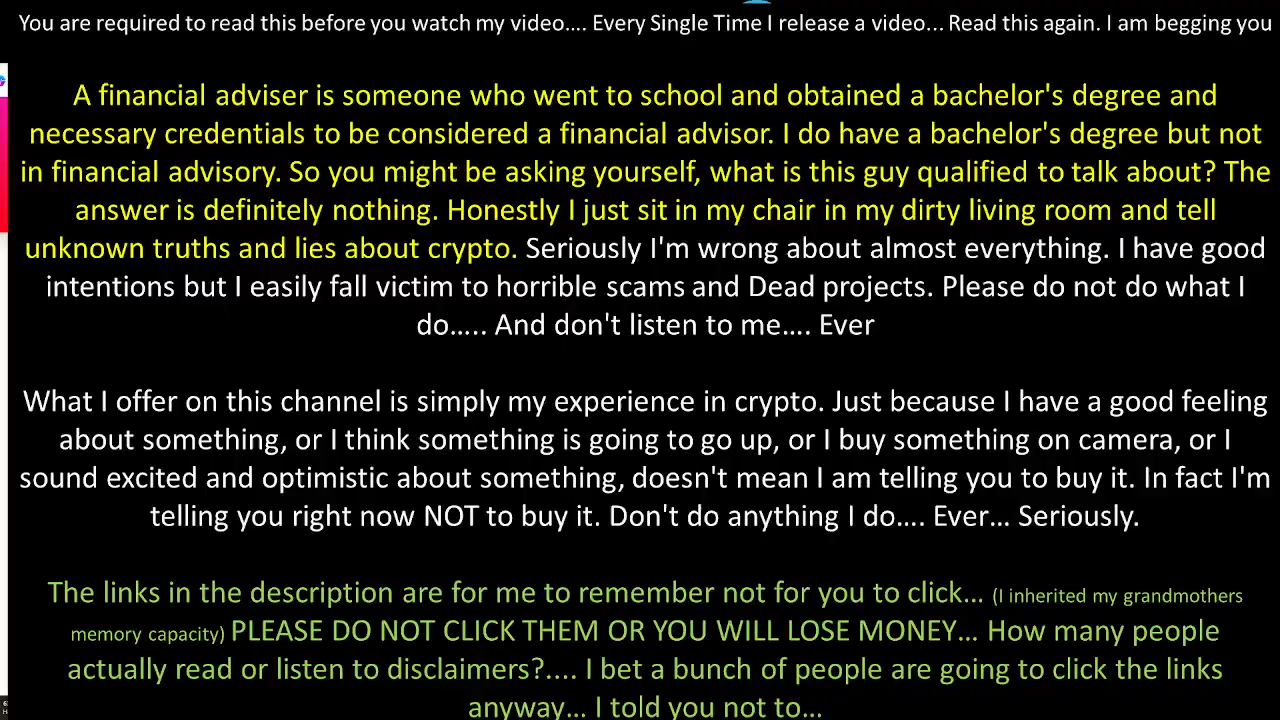 You are required to read this before you watch my video.... Every Single Time I release a video... Read this again. I am begging you
A financial adviser is someone who went to school and obtained a bachelor's degree and
necessary credentials to be considered a financial advisor. I do have a bachelor's degree but not
in financial advisory. So you might be asking yourself, what is this guy qualified to talk about? The
answer is definitely nothing. Honestly I just sit in my chair in my dirty living room and tell
unknown truths and lies about crypto. Seriously I'm wrong about almost everything. I have good
intentions but I easily fall victim to horrible scams and Dead projects. Please do not do what I
do..... And don't listen to me.... Ever
What I offer on this channel is simply my experience in crypto. Just because I have a good feeling
about something, or I think something is going to go up, or I buy something on camera, or I
sound excited and optimistic about something, doesn't mean I am telling you to buy it. In fact I'm
telling you right now NOT to buy it. Don't do anything I do.... Ever... Seriously.
The links in the description are for me to remember not for you to click... (I inherited my grandmothers
memory capacity) PLEASE DO NOT CLICK THEM OR YOU WILL LOSE MONEY... How many people
actually read or listen to disclaimers?.... I bet a bunch of people are going to click the links
anyway... I told you not to...